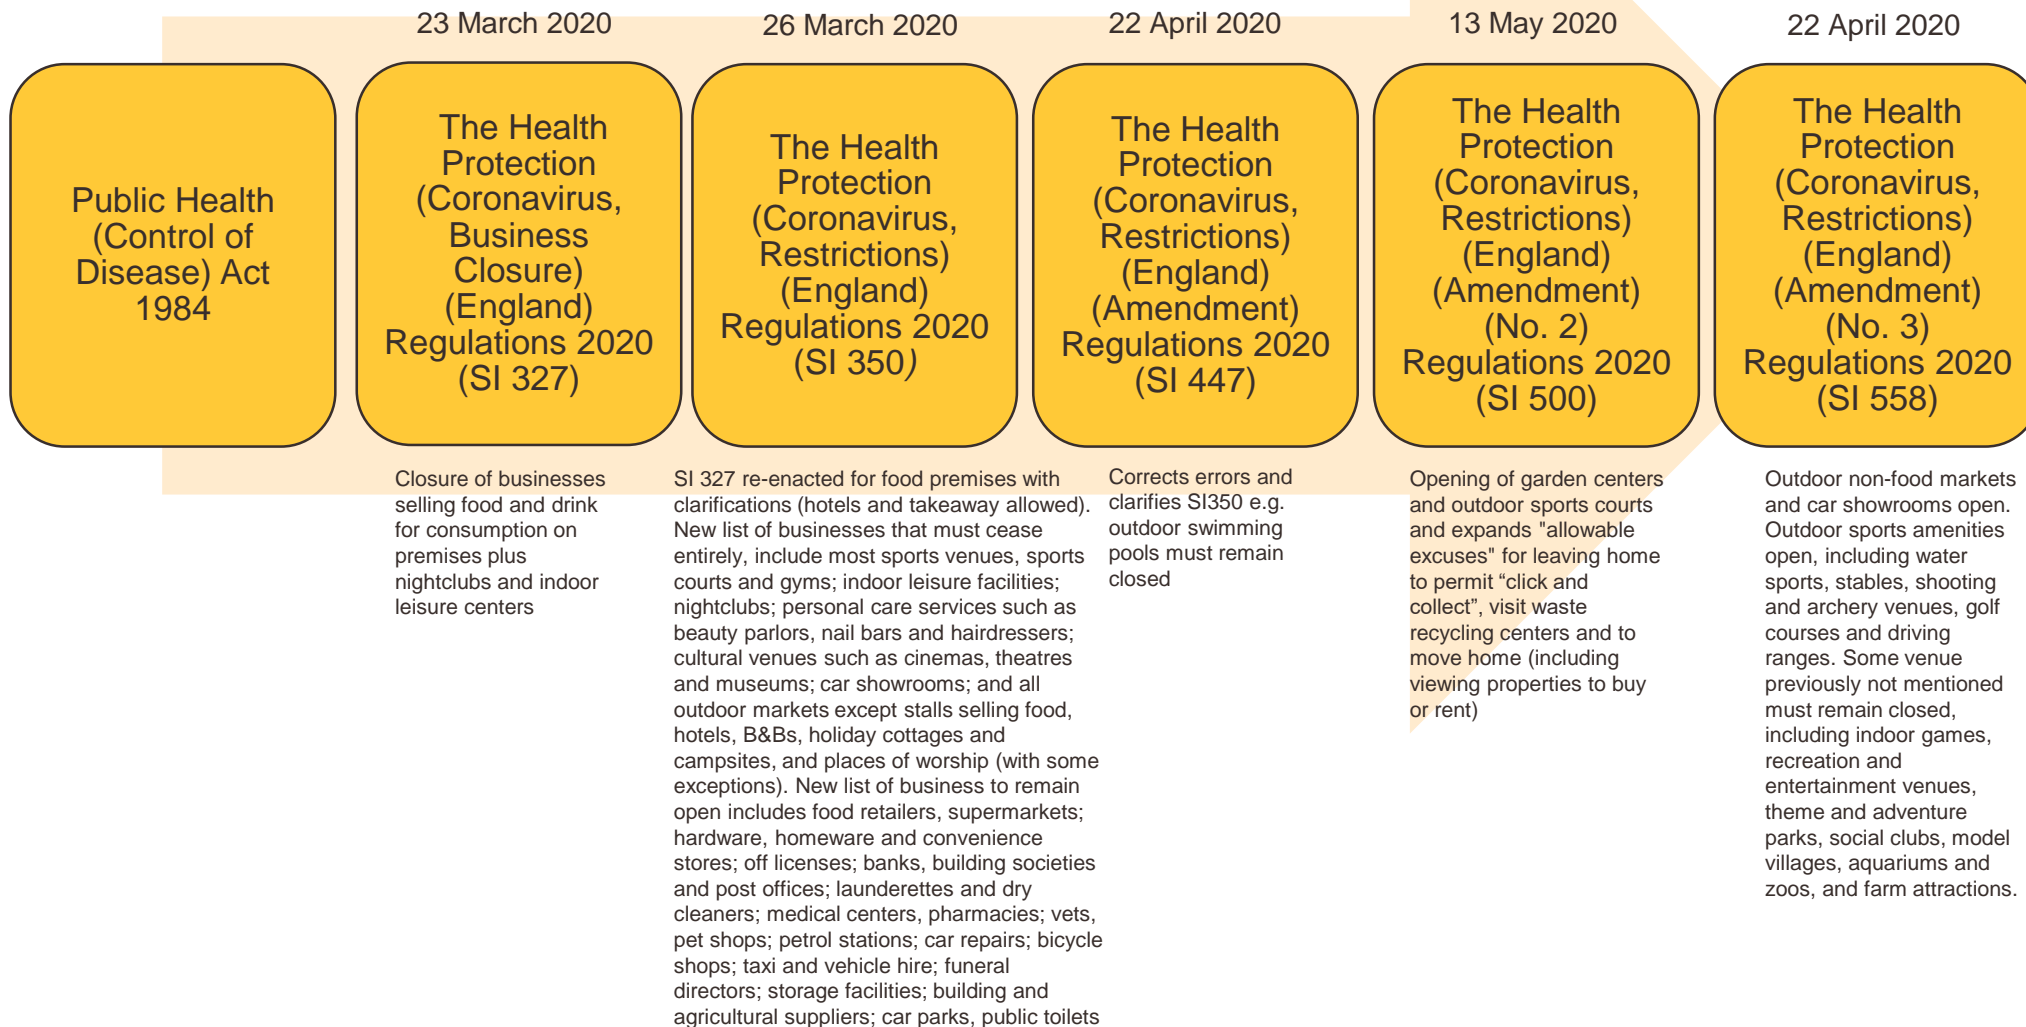 23 March 2020
26 March 2020
22 April 2020
13 May 2020
22 April 2020
Public Health
(Control of
Disease) Act
1984
The Health
Protection
(Coronavirus,
Business
Closure)
(England)
Regulations 2020
(SI 327)
The Health
Protection
(Coronavirus,
Restrictions)
(England)
Regulations 2020
(SI 350)
The Health
Protection
(Coronavirus,
Restrictions)
(England)
(Amendment)
Regulations 2020
(SI 447)
The Health
Protection
(Coronavirus,
Restrictions)
(England)
(Amendment)
(No. 2)
Regulations 2020
(SI 500)
The Health
Protection
(Coronavirus,
Restrictions)
(England)
(Amendment)
(No. 3)
Regulations 2020
(SI 558)
Closure of businesses
selling food and drink
for consumption on
premises plus
nightclubs and indoor
leisure centers
SI 327 re-enacted for food premises with
clarifications (hotels and takeaway allowed).
New list of businesses that must cease
entirely, include most sports venues, sports
courts and gyms; indoor leisure facilities;
nightclubs; personal care services such as
beauty parlors, nail bars and hairdressers;
cultural venues such as cinemas, theatres
and museums; car showrooms; and all
outdoor markets except stalls selling food,
hotels, B&Bs, holiday cottages and
campsites, and places of worship (with some
exceptions). New list of business to remain
open includes food retailers, supermarkets;
hardware, homeware and convenience
stores; off licenses; banks, building societies
and post offices; launderettes and dry
cleaners; medical centers, pharmacies; vets,
pet shops; petrol stations; car repairs; bicycle
shops; taxi and vehicle hire; funeral
directors; storage facilities; building and
agricultural suppliers; car parks, public toilets
Corrects errors and
clarifies SI350 e.g.
outdoor swimming
pools must remain
closed
Opening of garden centers
and outdoor sports courts
and expands "allowable
excuses" for leaving home
to permit “click and
collect”, visit waste
recycling centers and to
move home (including
viewing properties to buy
or rent)
Outdoor non-food markets
and car showrooms open.
Outdoor sports amenities
open, including water
sports, stables, shooting
and archery venues, golf
courses and driving
ranges. Some venue
previously not mentioned
must remain closed,
including indoor games,
recreation and
entertainment venues,
theme and adventure
parks, social clubs, model
villages, aquariums and
zoos, and farm attractions.